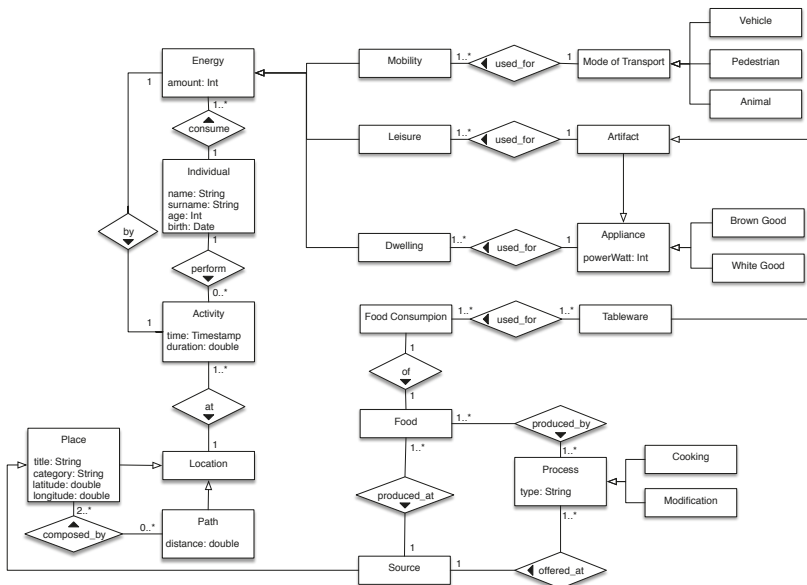 Vehicle
Energy
amount: Int
Mobility
1..*
used_for
1
Mode of Transport
Pedestrian
1
1..*
Animal
consume
1
Leisure
1..*
used_for
1
Artifact
Individual
name: String
surname: String
age: Int
birth: Date
by
1
Dwelling
1..*
used_for
1
Appliance
powerWatt: Int
Brown Good
White Good
perform
0..*
Activity
time: Timestamp
duration: double
1
Food Consumpion
1..*
used_for
1..*
Tableware
1..*
1
of
at
1
1
Food
1..*
produced_by
Place
title: String
category: String
latitude: double
longitude: double
Location
1..*
1..*
Process
type: String
Cooking
Modification
2..*
composed_by
0..*
Path
distance: double
produced_at
1..*
1
Source
1
offered_at